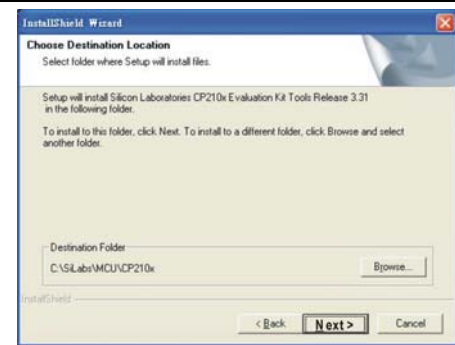 InstallShield Wizard
Choose Destination Location
Select folder where Setup will install files.
Setup will install Silicon Laboratories CP210x Evaluation Kit Tools Release 3.31
in the following folder.
To install to this folder, click Next. To install to a different folder, click Browse and select
another folder.
Destination Folder
C:\SiLabs\MCU\CP210x
Browse...
InstallShield
< Back
Next >
Cancel